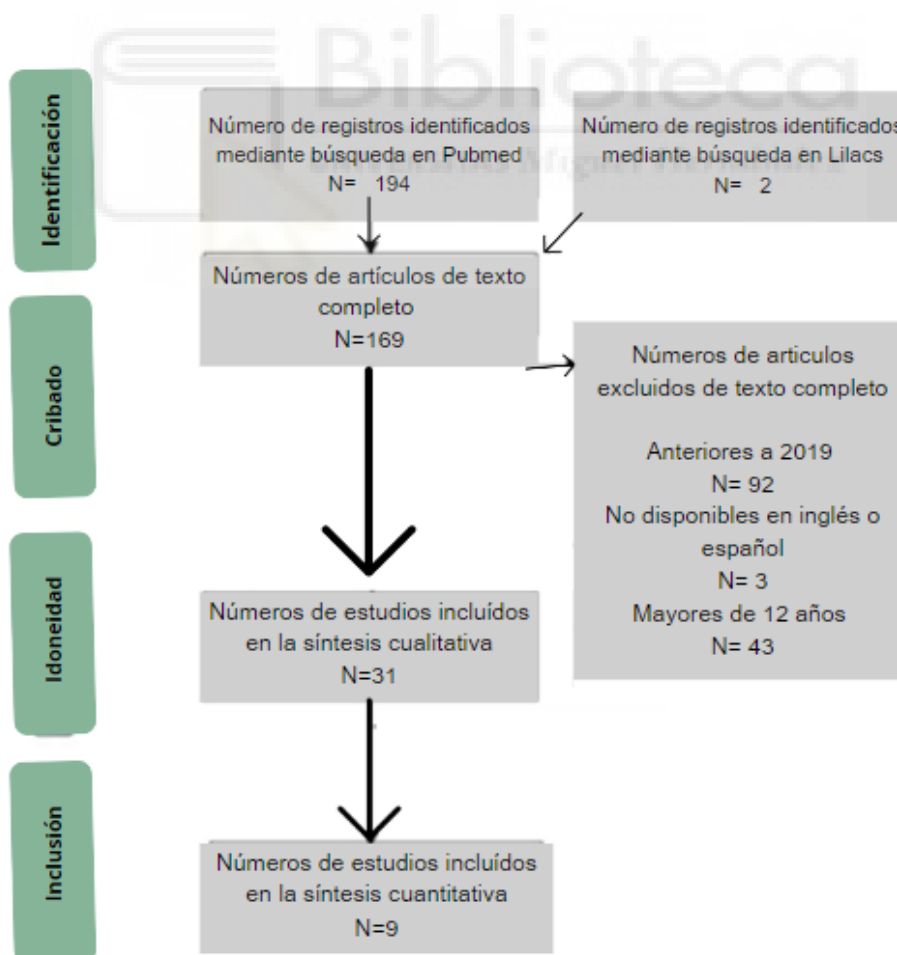 Biblioteca
Identificación
Número de registros identificados
mediante búsqueda en Pubmed
N= 194
Número de registros identificados
mediante búsqueda en Lilacs
N= 2
Números de artículos de texto
completo
N=169
Cribado
Números de articulos
excluidos de texto completo
Anteriores a 2019
N= 92
No disponibles en inglés o
español
N= 3
Mayores de 12 años
N= 43
Idoneidad
Números de estudios incluídos
en la síntesis cualitativa
N=31
Inclusión
Números de estudios incluídos
en la síntesis cuantitativa
N=9